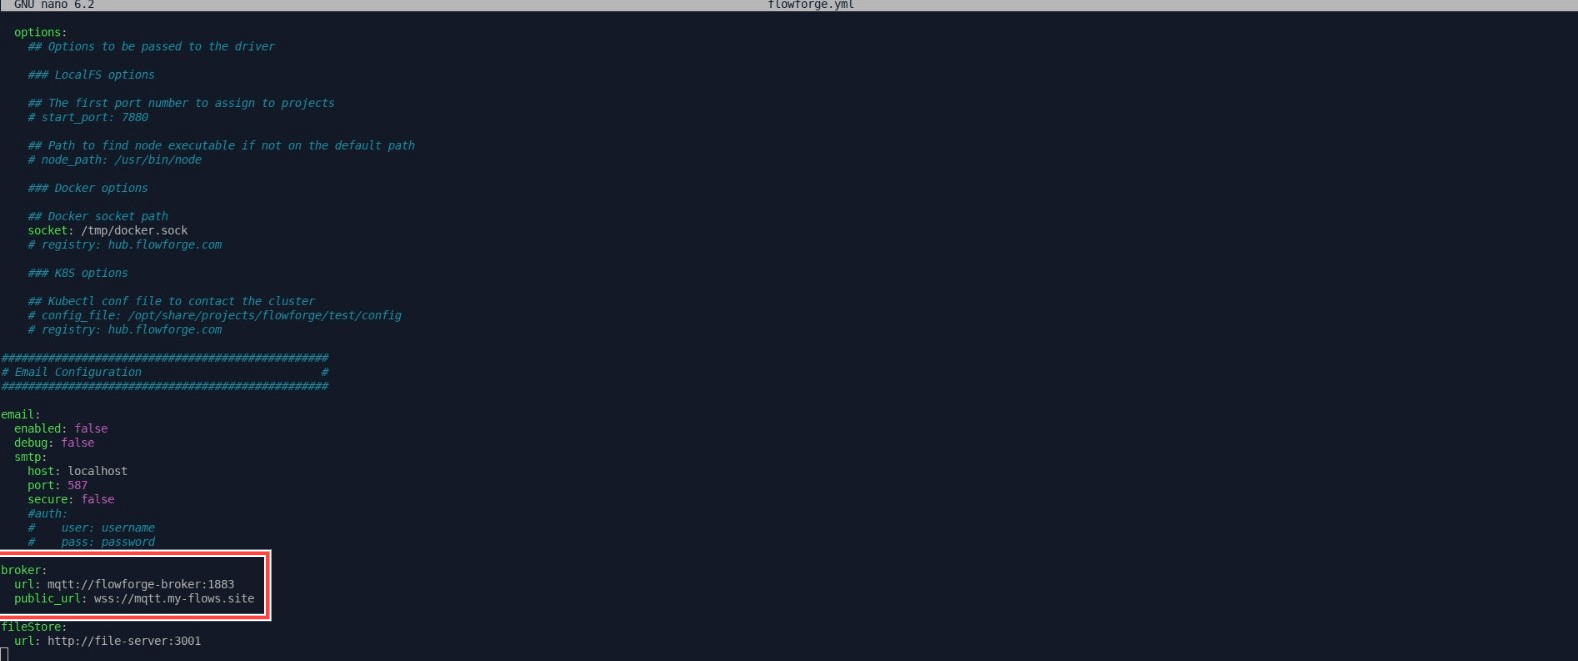 GNU nano 6.2 flowforge.yml
options:
## Options to be passed to the driver
### LocalFS options
## The first port number to assign to projects
# start_port: 7880
## Path to find node executable if not on the default path
# node_path: /usr/bin/node
### Docker options
## Docker socket path
socket: /tmp/docker.sock
# registry: hub.flowforge.com
### K8S options
## Kubectl conf file to contact the cluster
# config_file: /opt/share/projects/flowforge/test/config
# registry: hub.flowforge.com
#################################################
# Email Configuration #
#################################################
email:
enabled: false
debug: false
smtp:
host: localhost
port: 587
secure: false
#auth:
# user: username
# pass: password
broker:
url: mqtt://flowforge-broker:1883
public_url: wss://mqtt.my-flows.site
fileStore:
url: http://file-server:3001